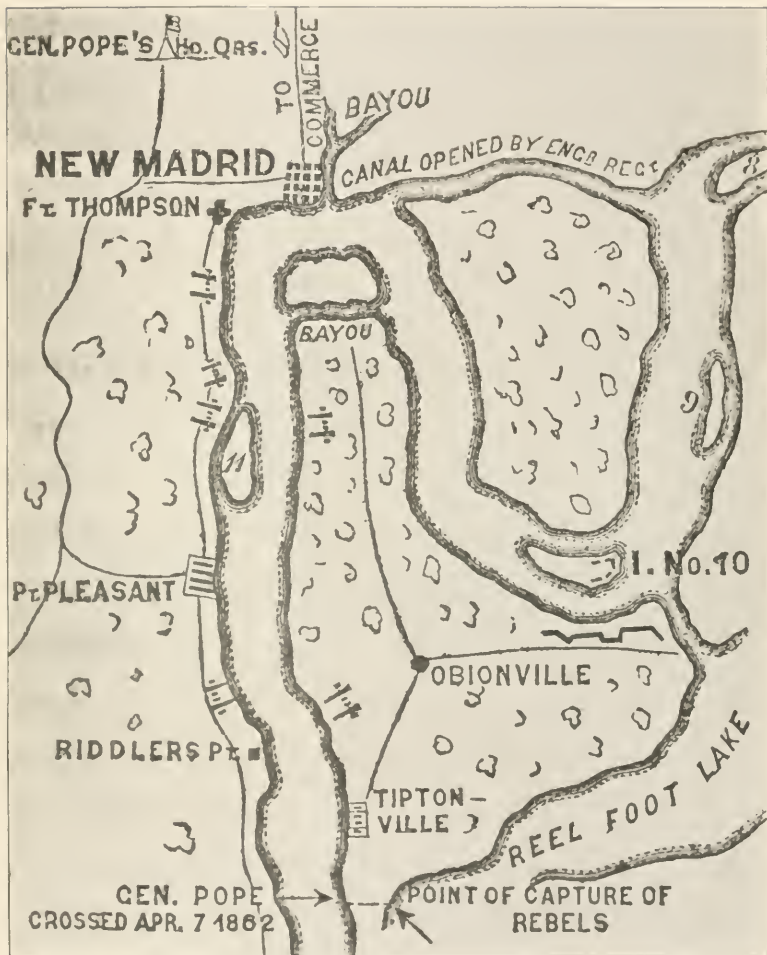 GEN. POPE'S HD. QRS.
TO COMMERCE
BAYOU
NEW MADRID
CANAL OPENED BY ENGR REGT
8
FT. THOMPSON
BAYOU
9
11
I. No. 10
PT. PLEASANT
OBIONVILLE
RIDDLERS PT.
TIPTON-
VILLE
REEL FOOT LAKE
GEN. POPE
CROSSED APR. 7 1862
POINT OF CAPTURE OF
REBELS